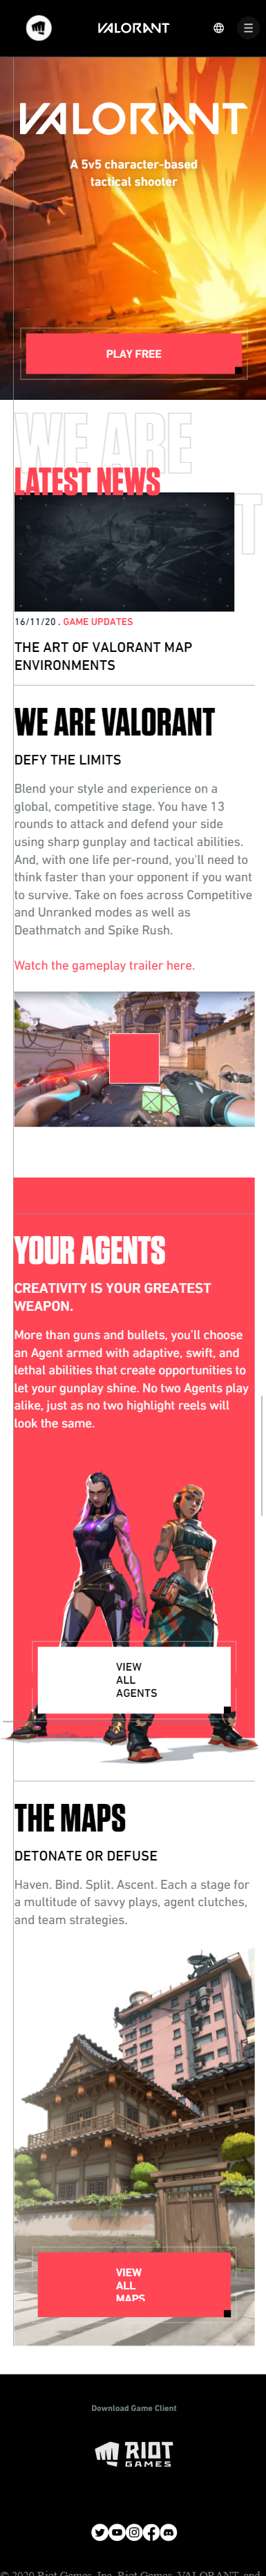 VALORANT
VALORANT
A 5v5 character-based
tactical shooter
PLAY FREE
WE ARE
LATEST NEWS
T
16/11/20 . GAME UPDATES
THE ART OF VALORANT MAP
ENVIRONMENTS
WE ARE VALORANT
DEFY THE LIMITS
Blend your style and experience on a
global, competitive stage. You have 13
rounds to attack and defend your side
using sharp gunplay and tactical abilities.
And, with one life per-round, you'll need to
think faster than your opponent if you want
to survive. Take on foes across Competitive
and Unranked modes as well as
Deathmatch and Spike Rush.
Watch the gameplay trailer here.
YOUR AGENTS
CREATIVITY IS YOUR GREATEST
WEAPON.
More than guns and bullets, you'll choose
an Agent armed with adaptive, swift, and
lethal abilities that create opportunities to
let your gunplay shine. No two Agents play
alike, just as no two highlight reels will
look the same.
VIEW
ALL
AGENTS
THE MAPS
DETONATE OR DEFUSE
Haven. Bind. Split. Ascent. Each a stage for
a multitude of savvy plays, agent clutches,
and team strategies.
VIEW
ALL
MAPS
Download Game Client
RIOT
GAMES
© 2020 Riot Games, Inc. Riot Games, VALORANT, and